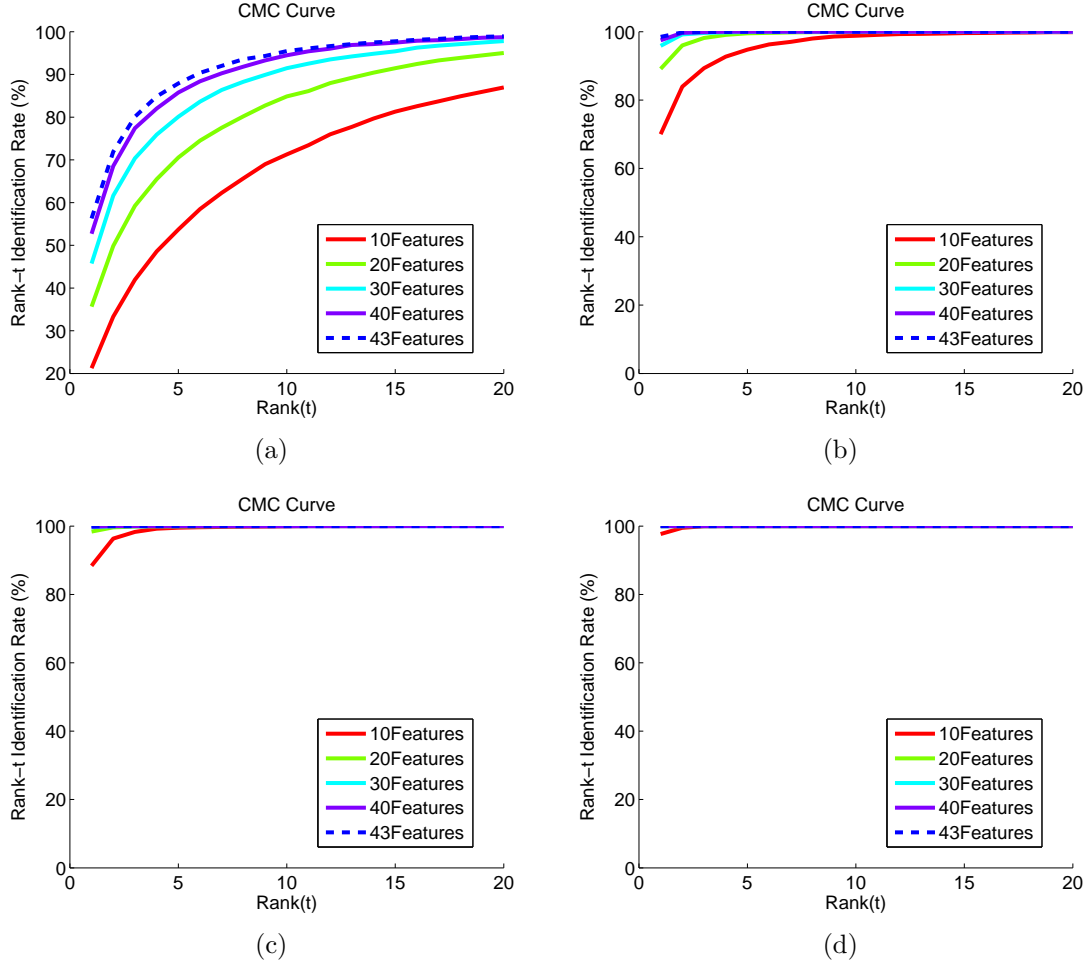 CMC Curve
Rank-t Identification Rate (%)
100
90
80
70
60
50
40
30
20
0
5
10
15
20
Rank(t)
10Features
20Features
30Features
40Features
43Features
(a)
CMC Curve
Rank-t Identification Rate (%)
100
80
60
40
20
0
0
5
10
15
20
Rank(t)
10Features
20Features
30Features
40Features
43Features
(b)
CMC Curve
Rank-t Identification Rate (%)
100
80
60
40
20
0
0
5
10
15
20
Rank(t)
10Features
20Features
30Features
40Features
43Features
(c)
CMC Curve
Rank-t Identification Rate (%)
100
80
60
40
20
0
0
5
10
15
20
Rank(t)
10Features
20Features
30Features
40Features
43Features
(d)